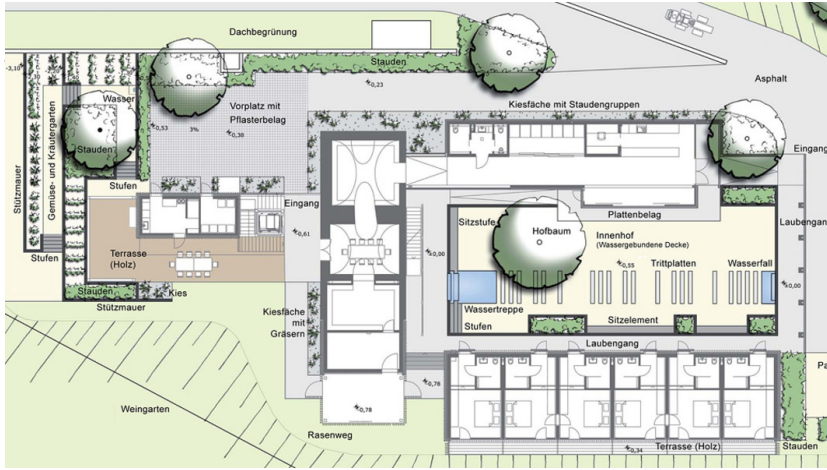 Dachbegrünung
Stauden
-3,10
Wasser
0,23
Asphalt
Vorplatz mit
Pflasterbelag
Kiesfäche mit Staudengruppen
0,53
3%
0,38
Stauden
Eingang
Gemüse- und Kräutergarten
Stützmauer
Stufen
Eingang
Plattenbelag
Laubengang
Sitzstufe
Hofbaum
Innenhof
(Wassergebundene Decke)
0,61
Terrasse
(Holz)
±0,00
0,55
Trittplatten
Wasserfall
Stufen
±0,00
Stauden
Kies
Stützmauer
Kiesfäche
mit
Gräsern
Wassertreppe
Stufen
Sitzelement
Laubengang
0,78
Weingarten
0,78
Rasenweg
0,34
Terrasse (Holz)
Stauden